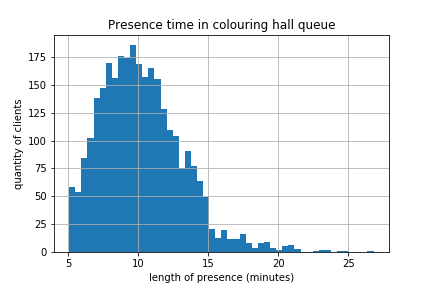 Presence time in colouring hall queue
quantity of clients
175
150
125
100
75
50
25
0
5 10 15 20 25
length of presence (minutes)